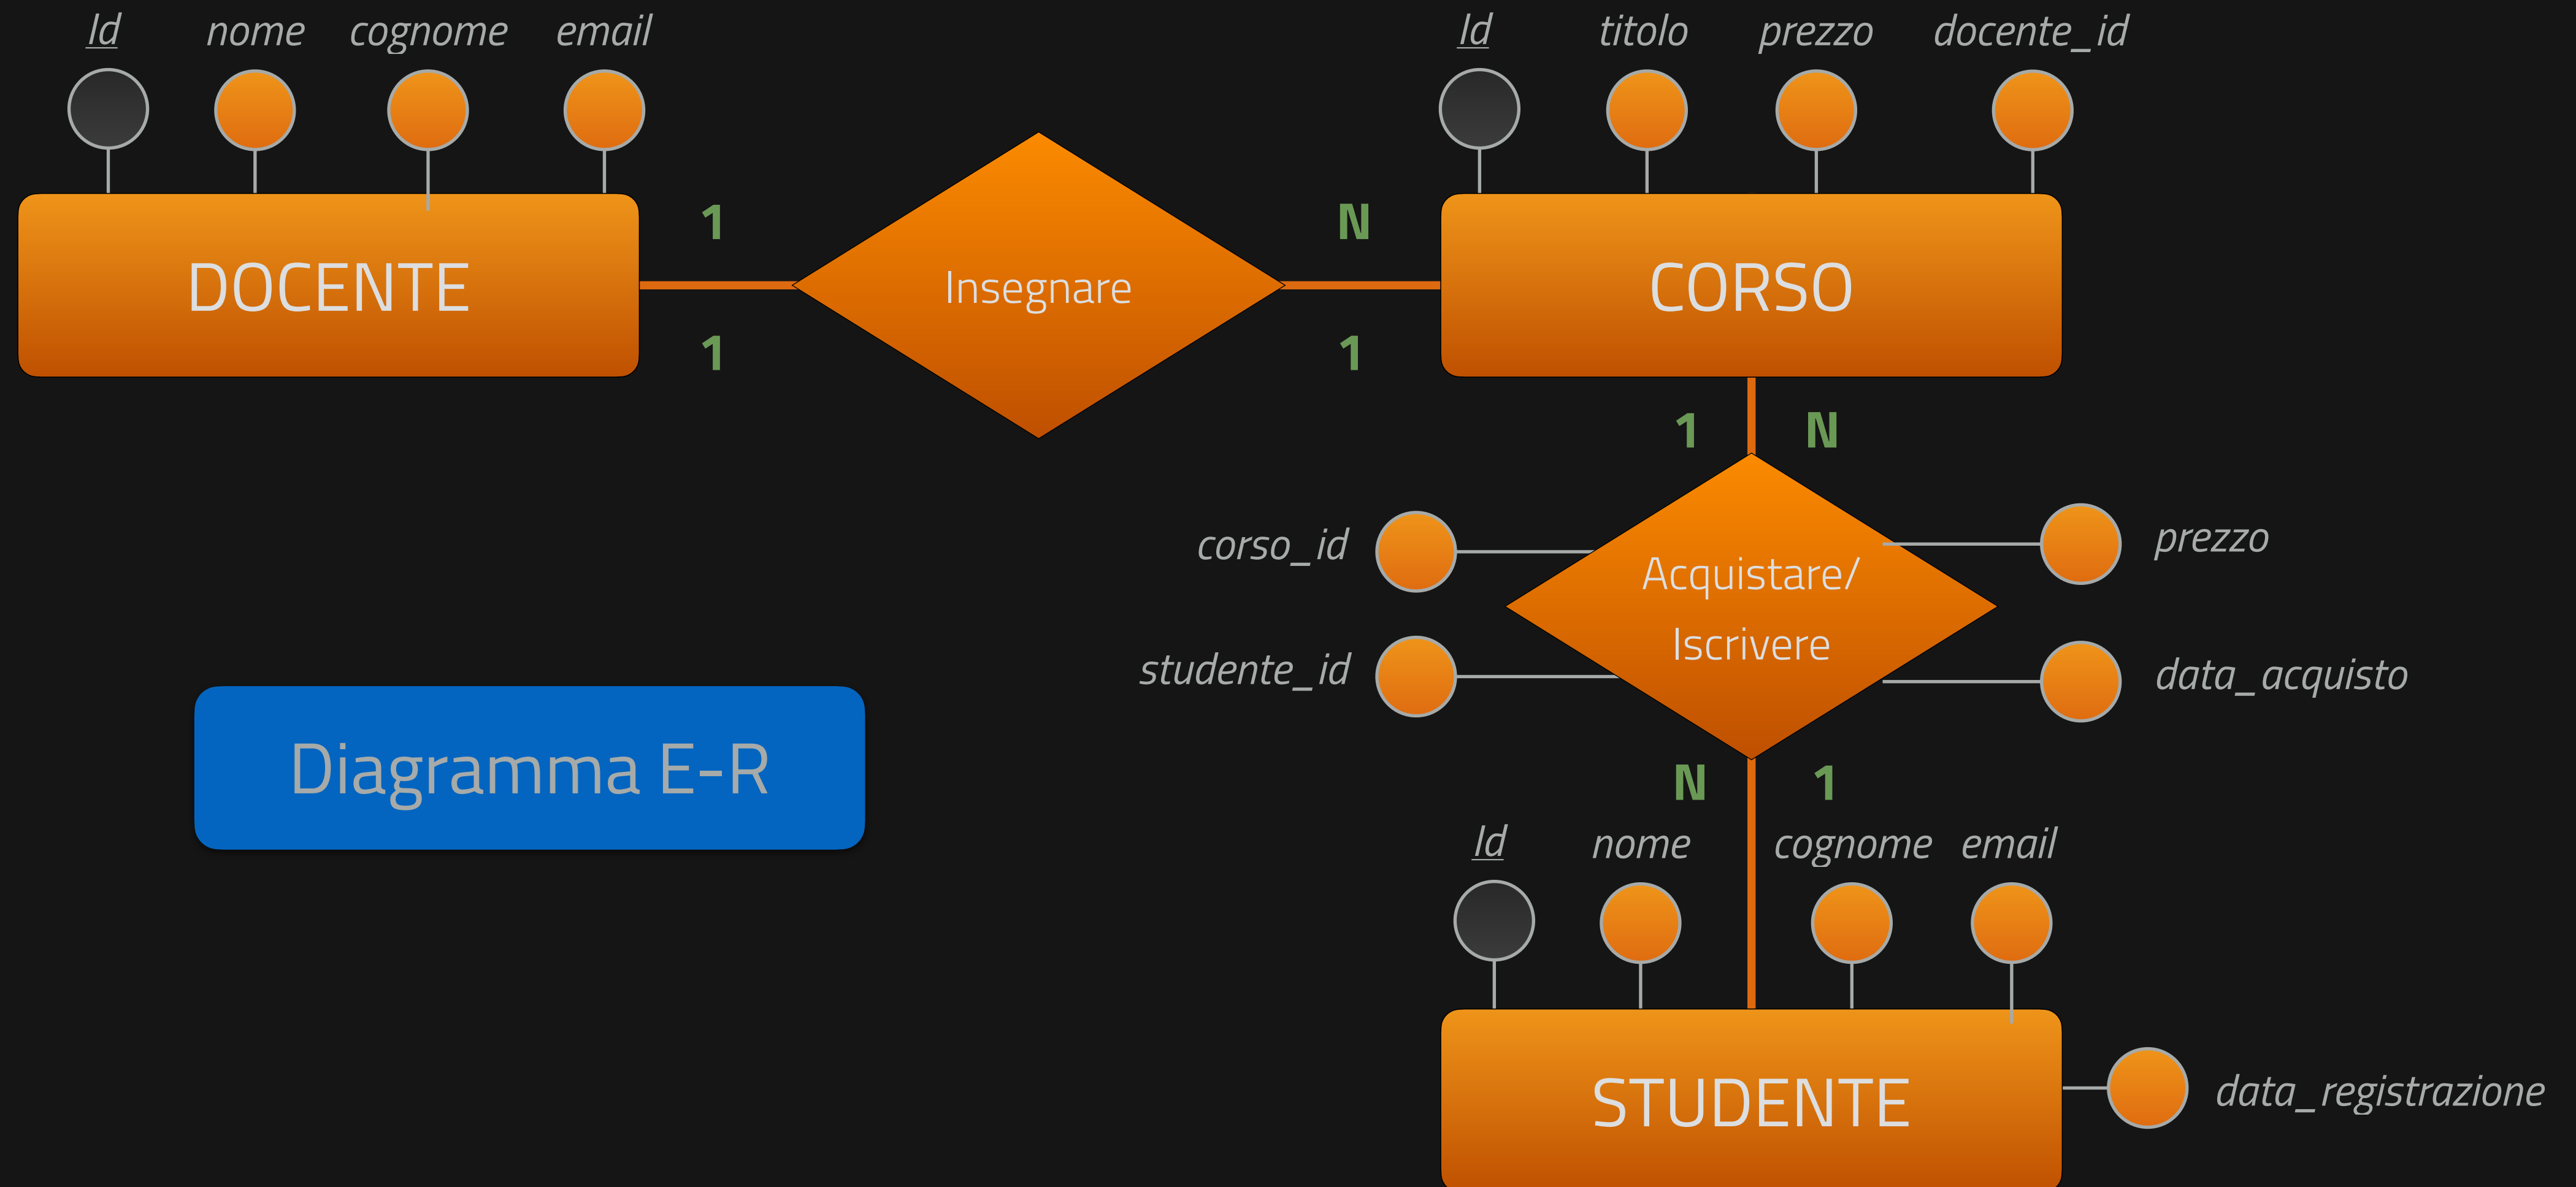 Id nome cognome email
Id titolo prezzo docente_id
1 N
DOCENTE Insegnare CORSO
1 1
1 N
corso_id prezzo
Acquistare/
Iscrivere
studente_id data_acquisto
Diagramma E-R
N 1
Id nome cognome email
STUDENTE data_registrazione